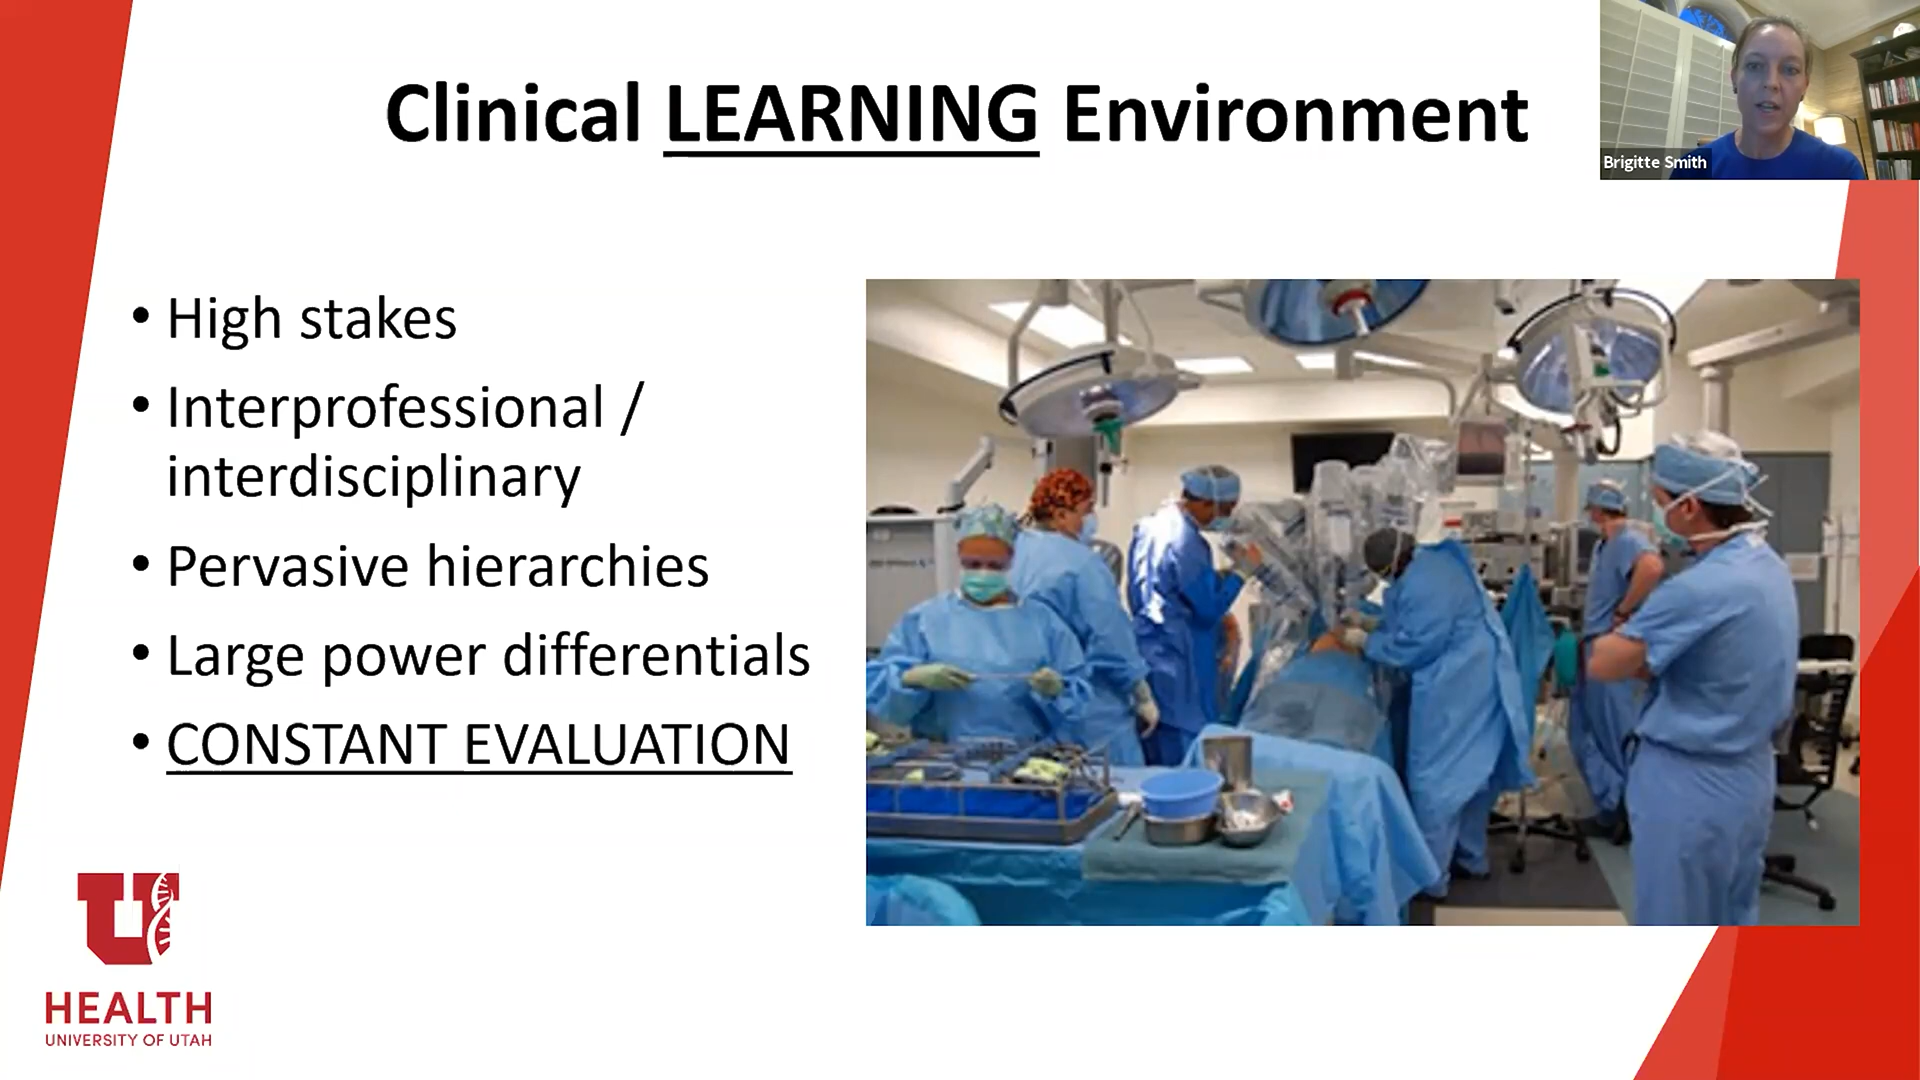 Clinical LEARNING Environment
Brigitte Smith
• High stakes
• Interprofessional /
interdisciplinary
• Pervasive hierarchies
• Large power differentials
• CONSTANT EVALUATION
U
HEALTH
UNIVERSITY OF UTAH